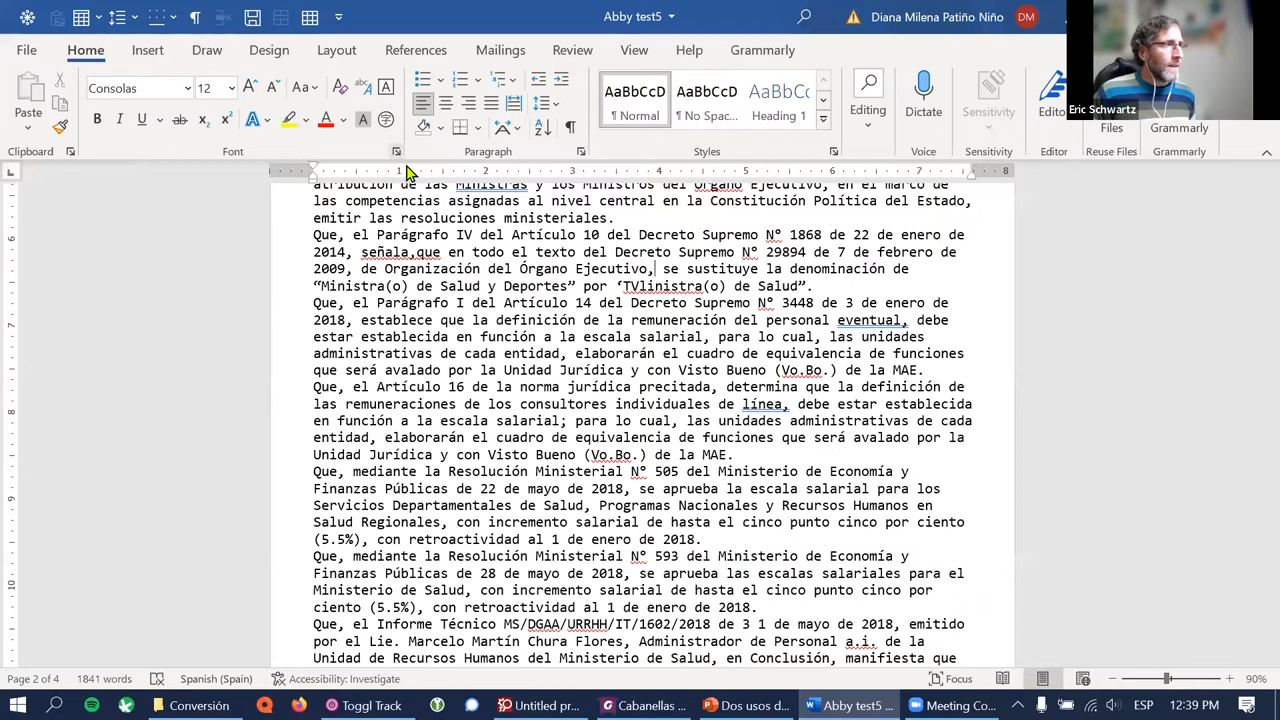 Abby test5
Diana Milena Patiño Niño
DM
File
Home
Insert
Draw
Design
Layout
References
Mailings
Review
View
Help
Grammarly
Eric Schwartz
Paste
Consolas
12
AaBbCcD
AaBbCcD
AaBbCc
¶ Normal
¶ No Spac...
Heading 1
Editing
Dictate
Sensitivity
Files
Grammarly
Clipboard
Font
Paragraph
Styles
Voice
Sensitivity
Editor
Reuse Files
Grammarly
1
2
3
4
5
6
7
8
atribución de las Ministras y los Ministros del Órgano Ejecutivo, en el marco de
las competencias asignadas al nivel central en la Constitución Política del Estado,
emitir las resoluciones ministeriales.
Que, el Parágrafo IV del Artículo 10 del Decreto Supremo N° 1868 de 22 de enero de
2014, señala,que en todo el texto del Decreto Supremo N° 29894 de 7 de febrero de
2009, de Organización del Órgano Ejecutivo, se sustituye la denominación de
“Ministra(o) de Salud y Deportes” por ‘TVlinistra(o) de Salud”.
Que, el Parágrafo I del Artículo 14 del Decreto Supremo N° 3448 de 3 de enero de
2018, establece que la definición de la remuneración del personal eventual, debe
estar establecida en función a la escala salarial, para lo cual, las unidades
administrativas de cada entidad, elaborarán el cuadro de equivalencia de funciones
que será avalado por la Unidad Jurídica y con Visto Bueno (Vo.Bo.) de la MAE.
Que, el Artículo 16 de la norma jurídica precitada, determina que la definición de
las remuneraciones de los consultores individuales de línea, debe estar establecida
en función a la escala salarial; para lo cual, las unidades administrativas de cada
entidad, elaborarán el cuadro de equivalencia de funciones que será avalado por la
Unidad Jurídica y con Visto Bueno (Vo.Bo.) de la MAE.
Que, mediante la Resolución Ministerial N° 505 del Ministerio de Economía y
Finanzas Públicas de 22 de mayo de 2018, se aprueba la escala salarial para los
Servicios Departamentales de Salud, Programas Nacionales y Recursos Humanos en
Salud Regionales, con incremento salarial de hasta el cinco punto cinco por ciento
(5.5%), con retroactividad al 1 de enero de 2018.
Que, mediante la Resolución Ministerial N° 593 del Ministerio de Economía y
Finanzas Públicas de 28 de mayo de 2018, se aprueba las escalas salariales para el
Ministerio de Salud, con incremento salarial de hasta el cinco punto cinco por
ciento (5.5%), con retroactividad al 1 de enero de 2018.
Que, el Informe Técnico MS/DGAA/URRHH/IT/1602/2018 de 3 1 de mayo de 2018, emitido
por el Lie. Marcelo Martín Chura Flores, Administrador de Personal a.i. de la
Unidad de Recursos Humanos del Ministerio de Salud, en Conclusión, manifiesta que
Page 2 of 4
1841 words
Spanish (Spain)
Accessibility: Investigate
Focus
90%
Conversión
Toggl Track
Untitled pr...
Cabanellas ...
Dos usos d...
Abby test5 ...
Meeting Co...
ESP
12:39 PM